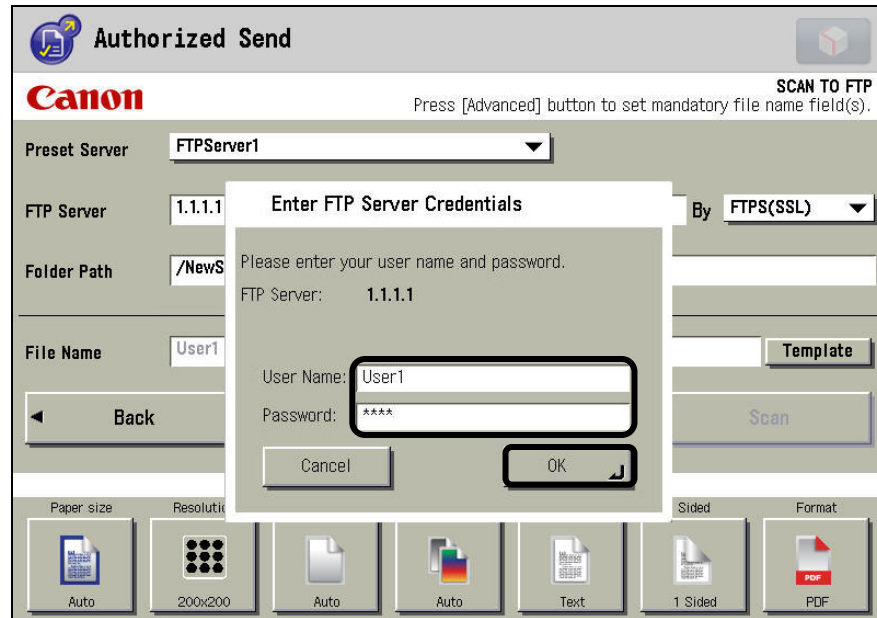 Authorized Send
Canon
SCAN TO FTP
Press [Advanced] button to set mandatory file name field(s).
Preset Server FTPServer1
FTP Server 1.1.1.1 By FTPS(SSL)
Folder Path /NewS
File Name User1 Template
Back Scan
Enter FTP Server Credentials
Please enter your user name and password.
FTP Server: 1.1.1.1
User Name: User1
Password: ****
Cancel OK
Paper size Resolutio Sided Format
Auto 200x200 Auto Auto Text 1 Sided PDF
PDF